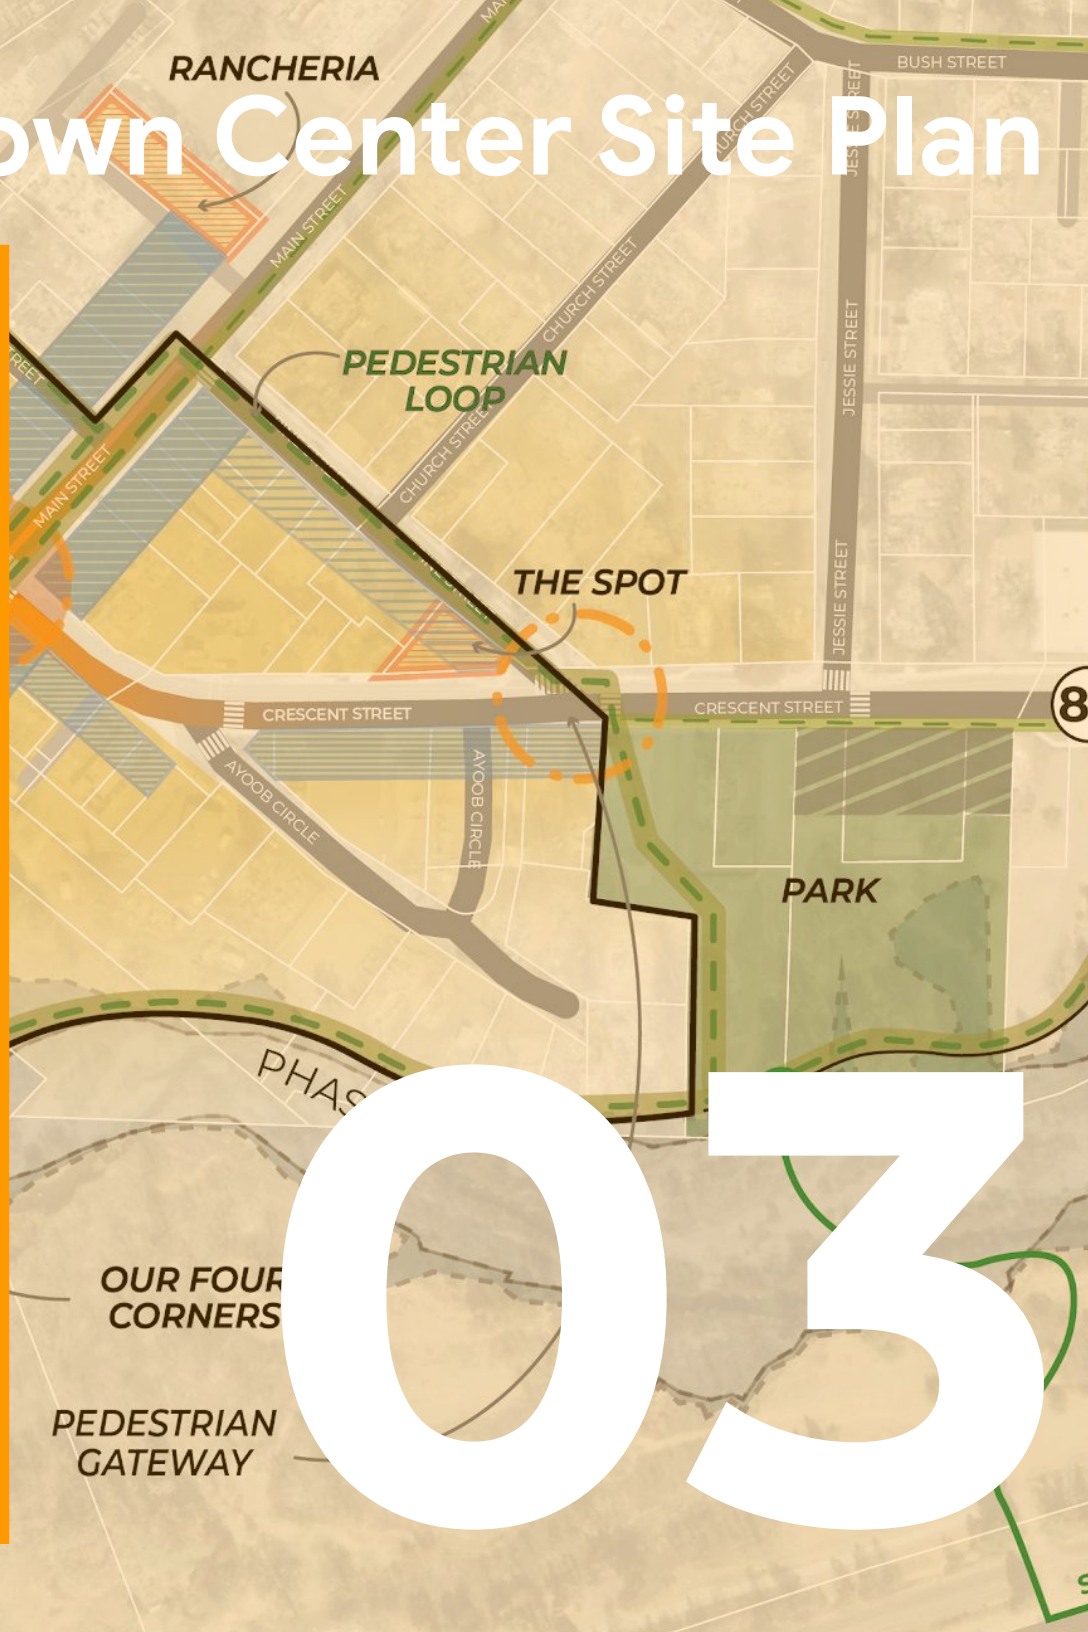 MAI
RANCHERIA
BUSH STREET
own Center Site Plan
CHURCH STREET
JESSIE STREET
MAIN STREET
CHURCH STREET
JESSIE STREET
TREET
PEDESTRIAN
LOOP
CHURCH STREET
MAIN STREET
THE SPOT
JESSIE STREET
CRESCENT STREET
CRESCENT STREET
8
AYOOB CIRCLE
AYOOB CIRCLE
PARK
PHAS
03
OUR FOUR
CORNERS
PEDESTRIAN
GATEWAY
S